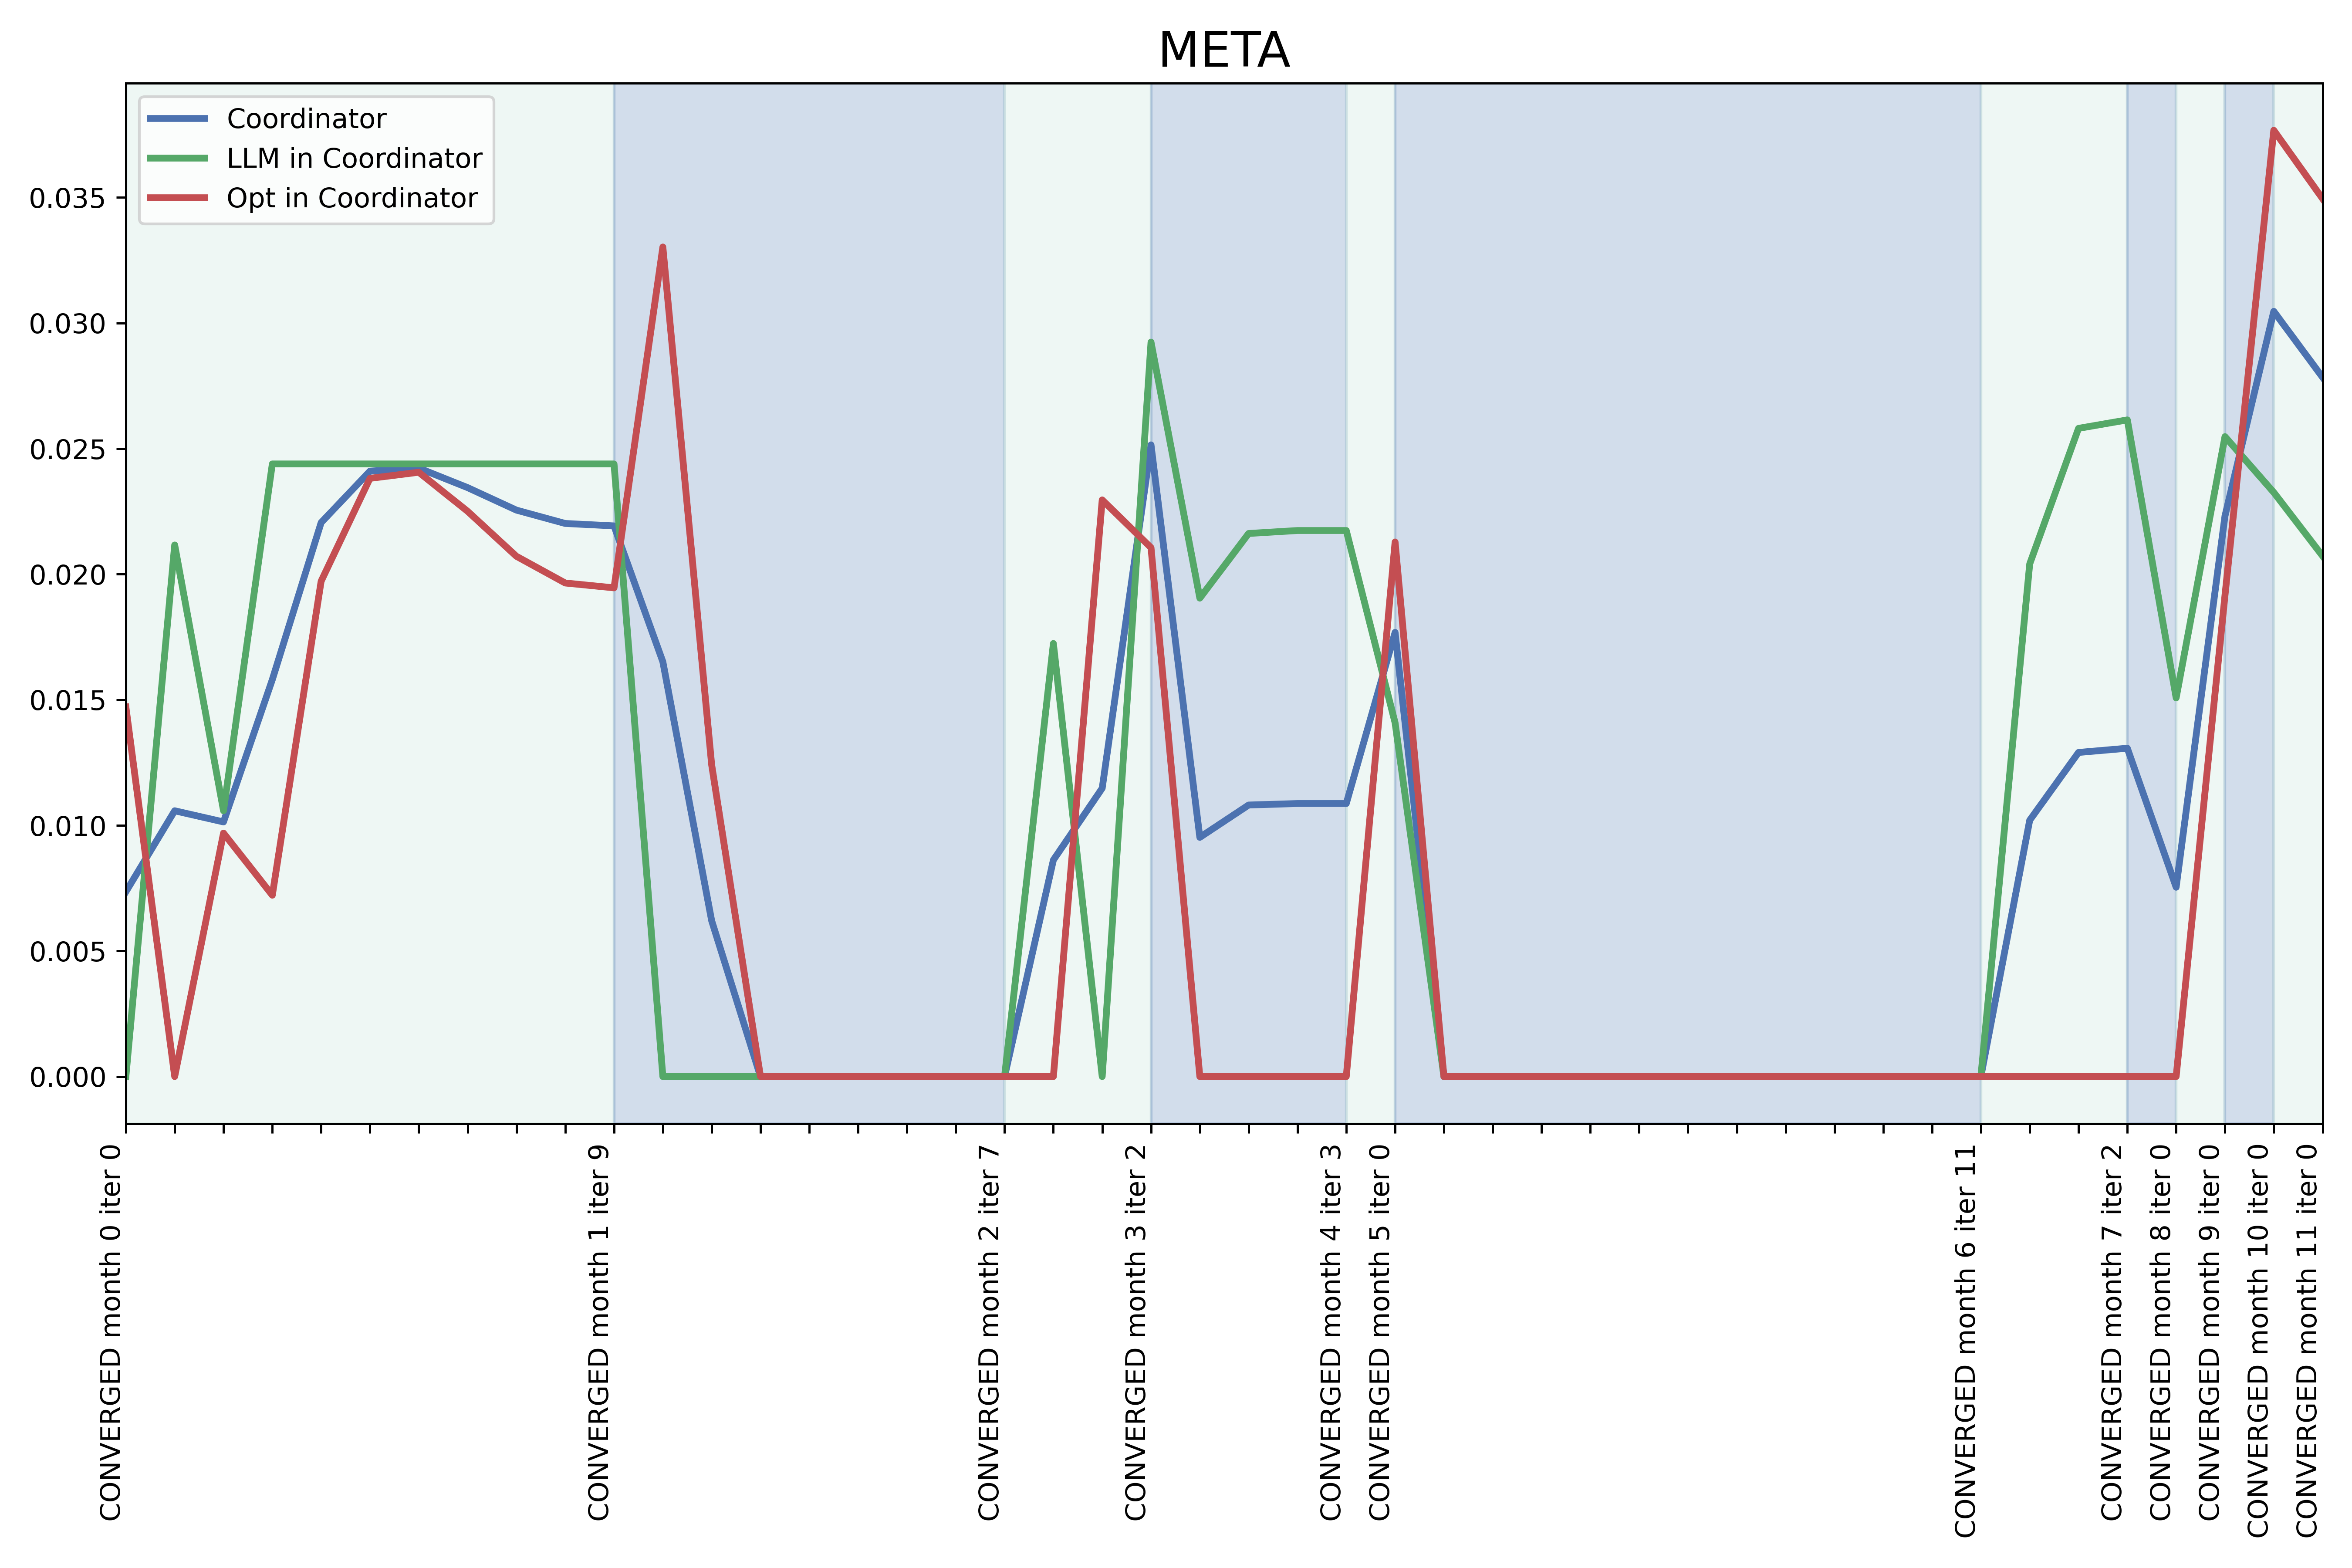 META
Coordinator
LLM in Coordinator
Opt in Coordinator
0.035
0.030
0.025
0.020
0.015
0.010
0.005
0.000
CONVERGED month 0 iter 0
CONVERGED month 1 iter 9
CONVERGED month 2 iter 7
CONVERGED month 3 iter 2
CONVERGED month 4 iter 3
CONVERGED month 5 iter 0
CONVERGED month 6 iter 11
CONVERGED month 7 iter 2
CONVERGED month 8 iter 0
CONVERGED month 9 iter 0
CONVERGED month 10 iter 0
CONVERGED month 11 iter 0